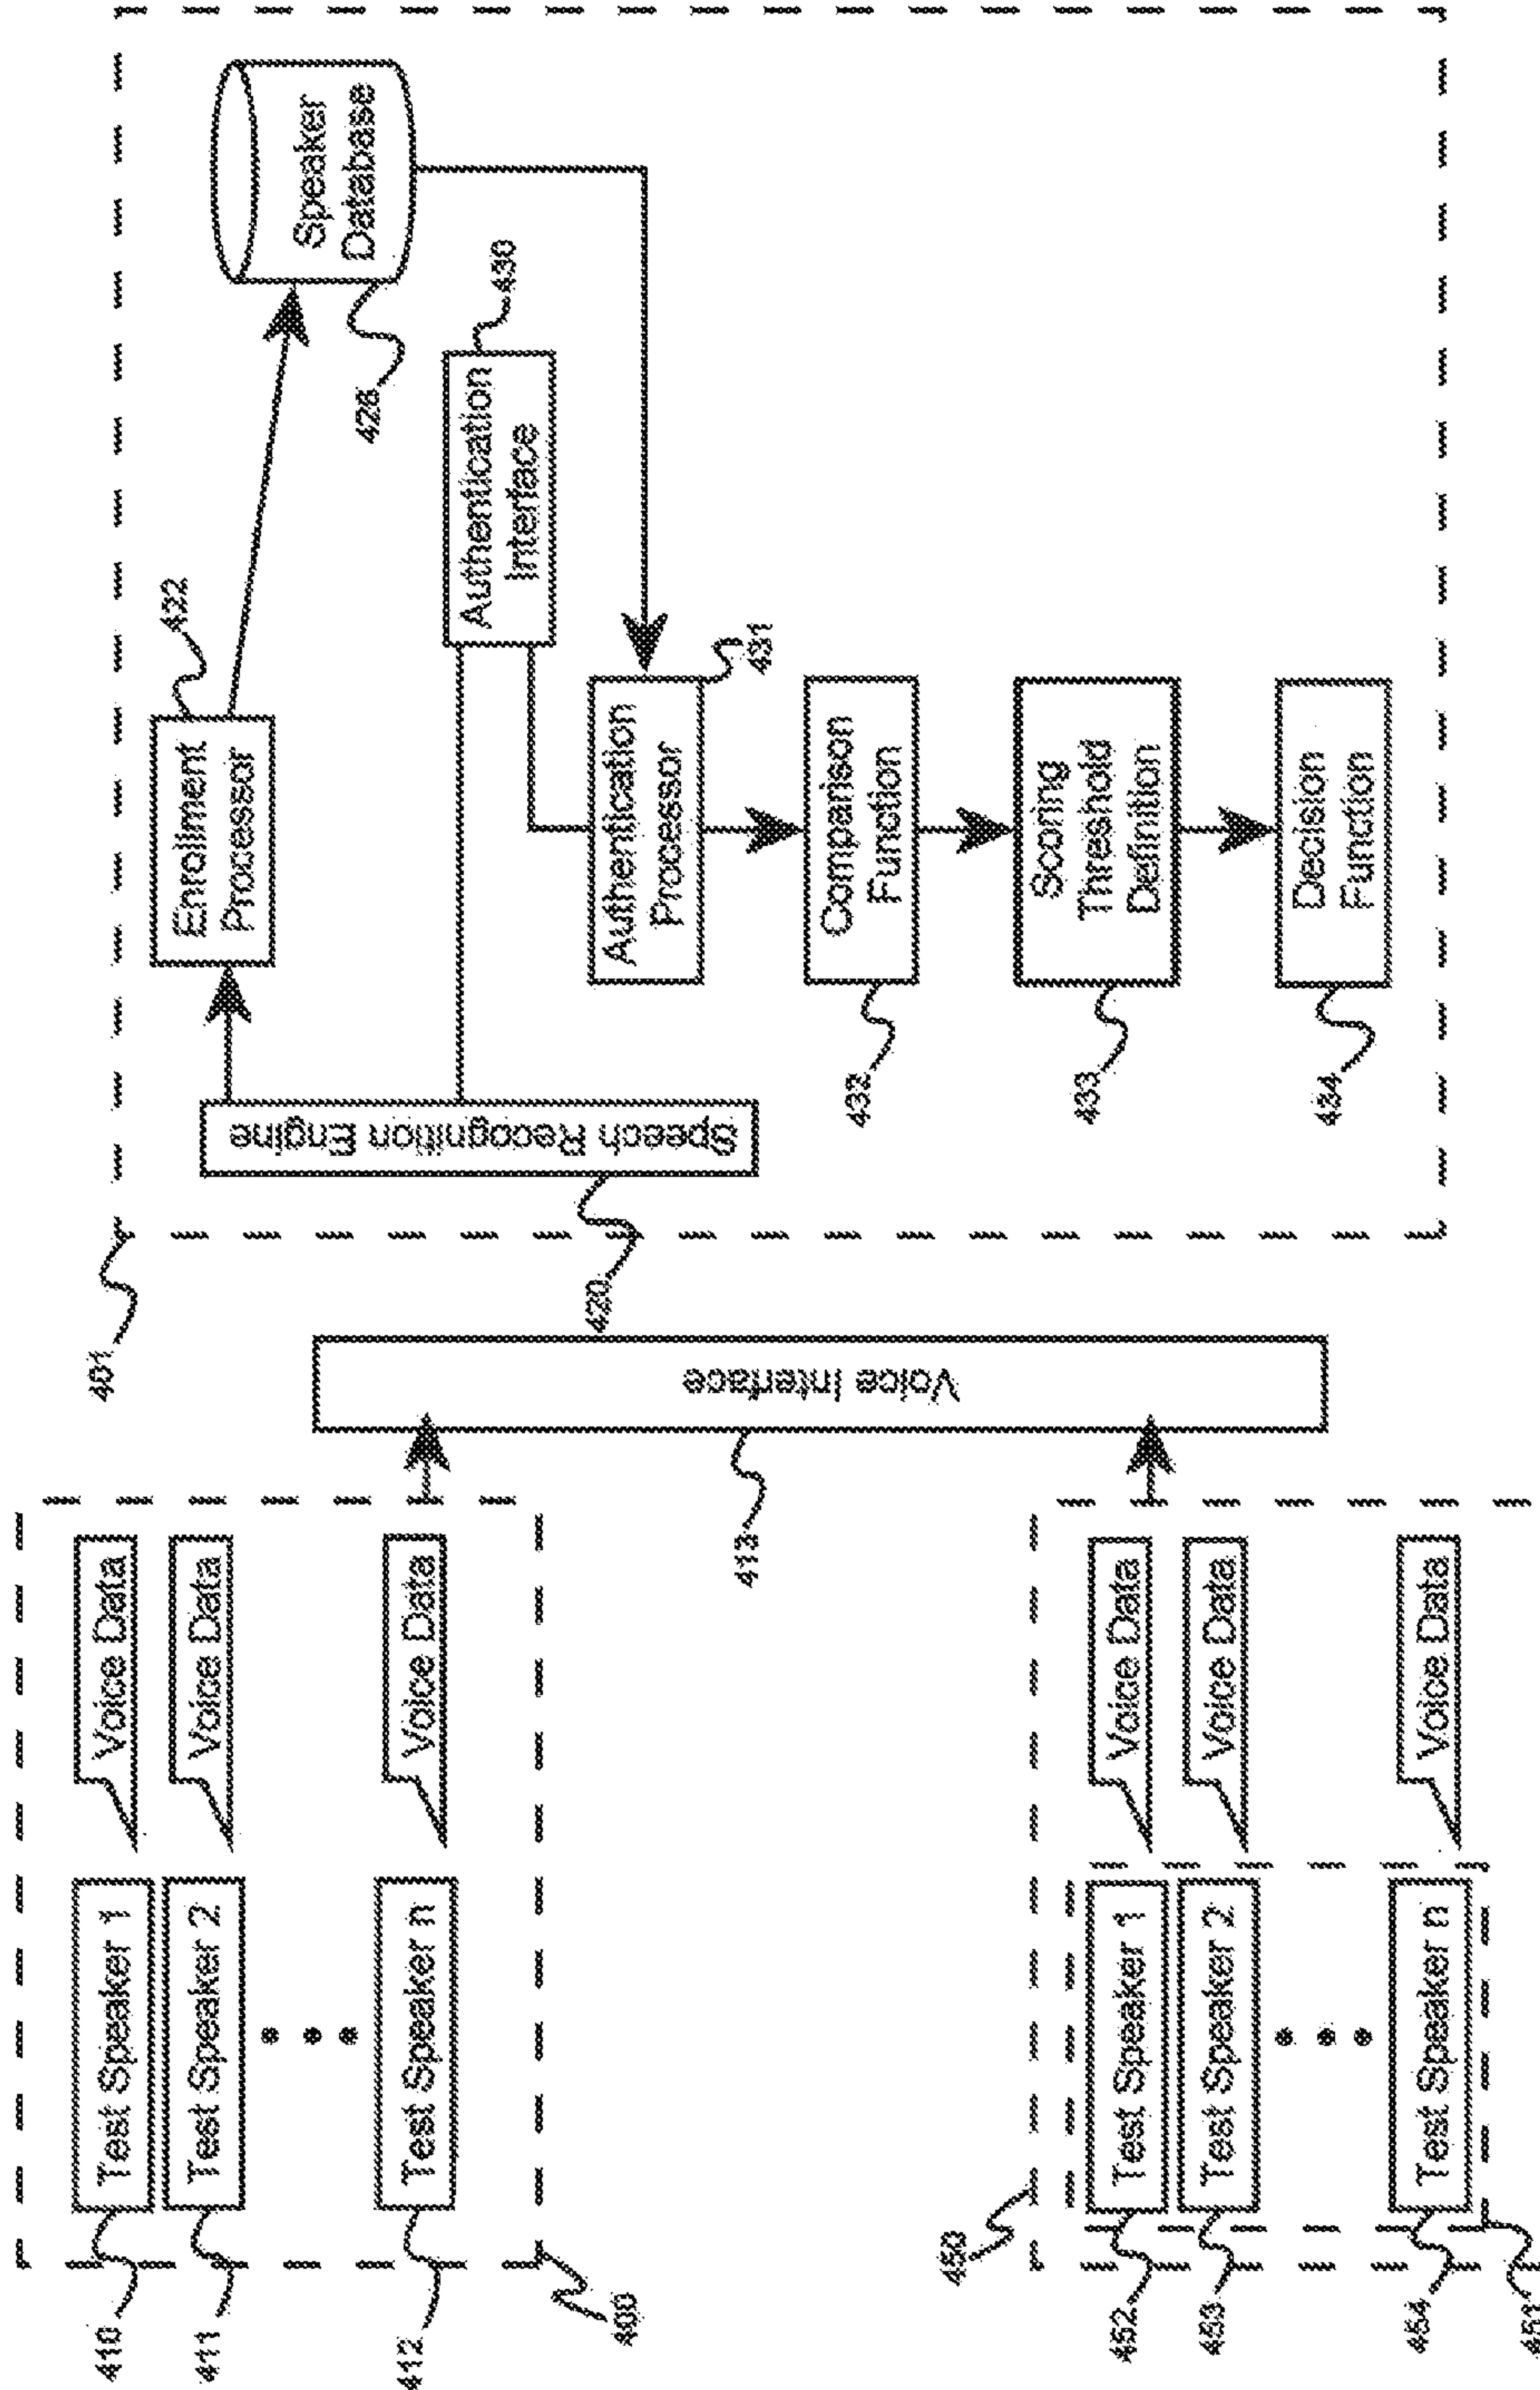 410
Test Speaker 1
Voice Data
411
Test Speaker 2
Voice Data
412
Test Speaker n
Voice Data
400
450
452
Test Speaker 1
Voice Data
453
Test Speaker 2
Voice Data
454
Test Speaker n
Voice Data
451
413
Voice Interface
401
420
Speech Recognition Engine
Enrollment
Processor
422
Speaker
Database
428
Authentication
Interface
430
Authentication
Processor
431
Comparison
Function
432
Scoring
Threshold
Definition
433
Decision
Function
434